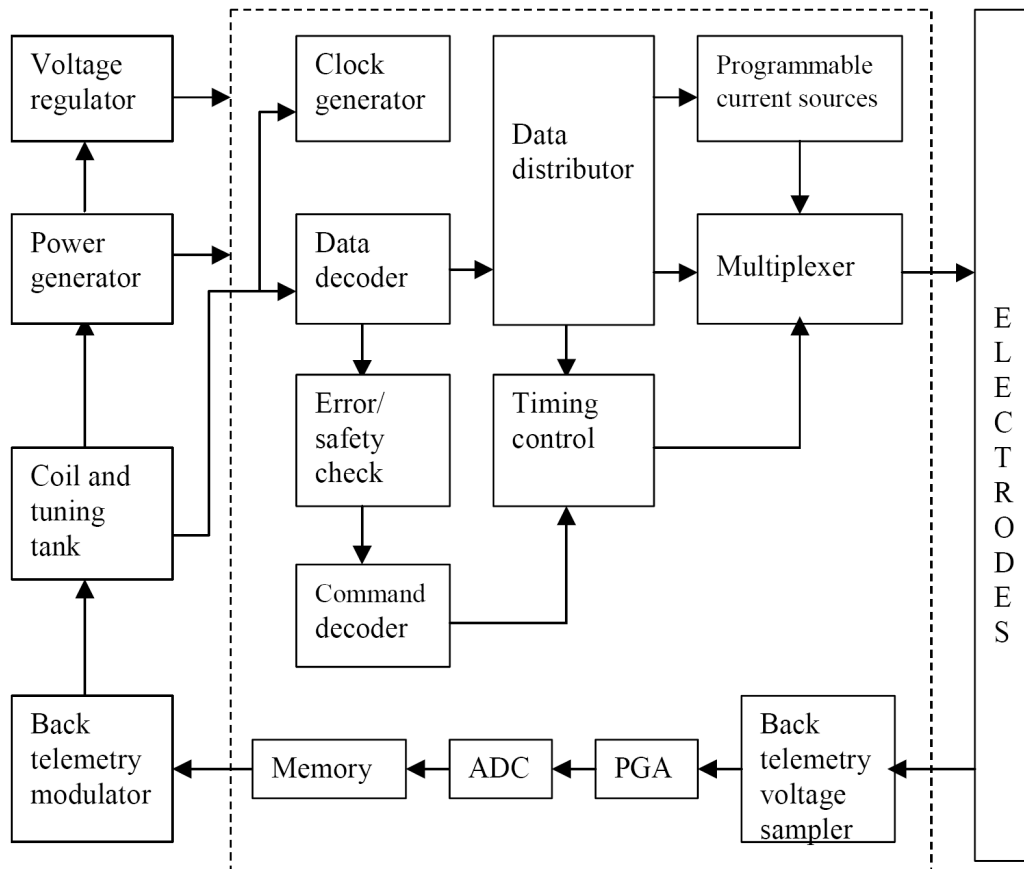 Voltage
regulator
Clock
generator
Data
distributor
Programmable
current sources
Power
generator
Data
decoder
Multiplexer
Coil and
tuning
tank
Error/
safety
check
Timing
control
Command
decoder
Back
telemetry
modulator
Memory
ADC
PGA
Back
telemetry
voltage
sampler
E
L
E
C
T
R
O
D
E
S